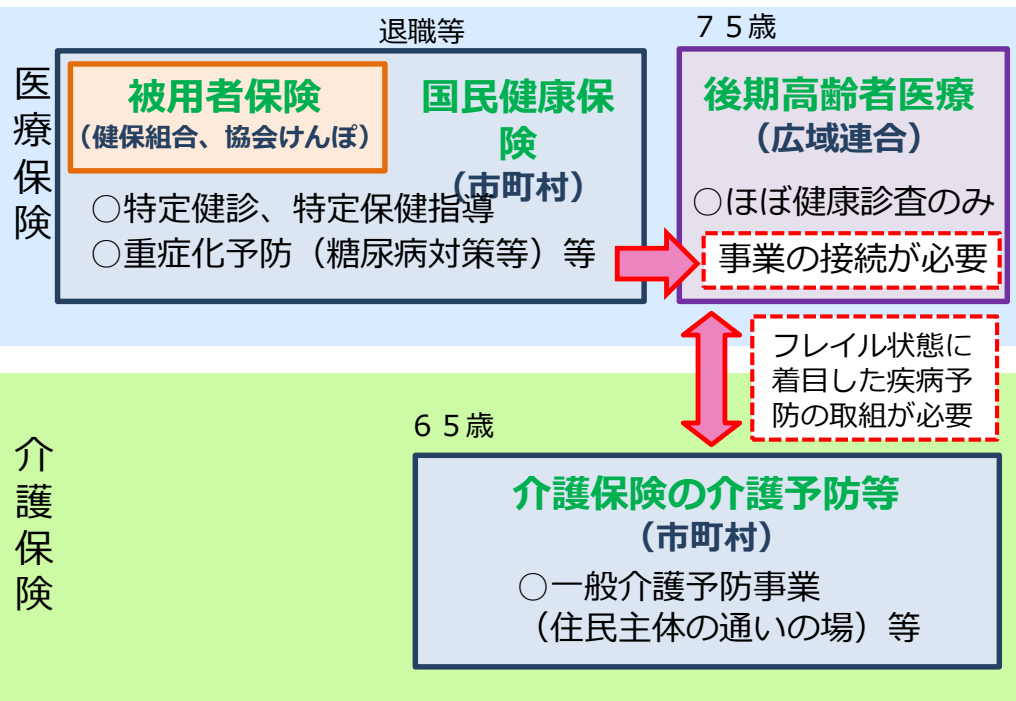 退職等
７５歳
医療保険
被用者保険
（健保組合、協会けんぽ）
国民健康保
険
（市町村）
○特定健診、特定保健指導
○重症化予防（糖尿病対策等）等
後期高齢者医療
（広域連合）
○ほぼ健康診査のみ
事業の接続が必要
フレイル状態に
着目した疾病予
防の取組が必要
６５歳
介護保険
介護保険の介護予防等
（市町村）
○一般介護予防事業
（住民主体の通いの場）等